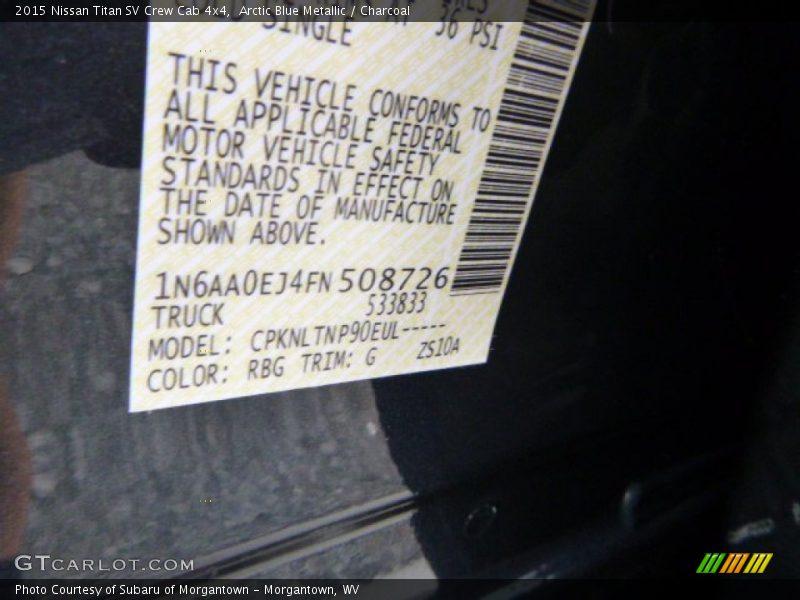 2015 Nissan Titan SV Crew Cab 4x4, Arctic Blue Metallic / Charcoal
SINGLE 36 PSI
THIS VEHICLE CONFORMS TO
ALL APPLICABLE FEDERAL
MOTOR VEHICLE SAFETY
STANDARDS IN EFFECT ON
THE DATE OF MANUFACTURE
SHOWN ABOVE.
1N6AA0EJ4FN508726
TRUCK 533833
MODEL: CPKNLTNP90EUL-----
COLOR: RBG TRIM: G ZS10A
GTCARLOT.COM
Photo Courtesy of Subaru of Morgantown - Morgantown, WV